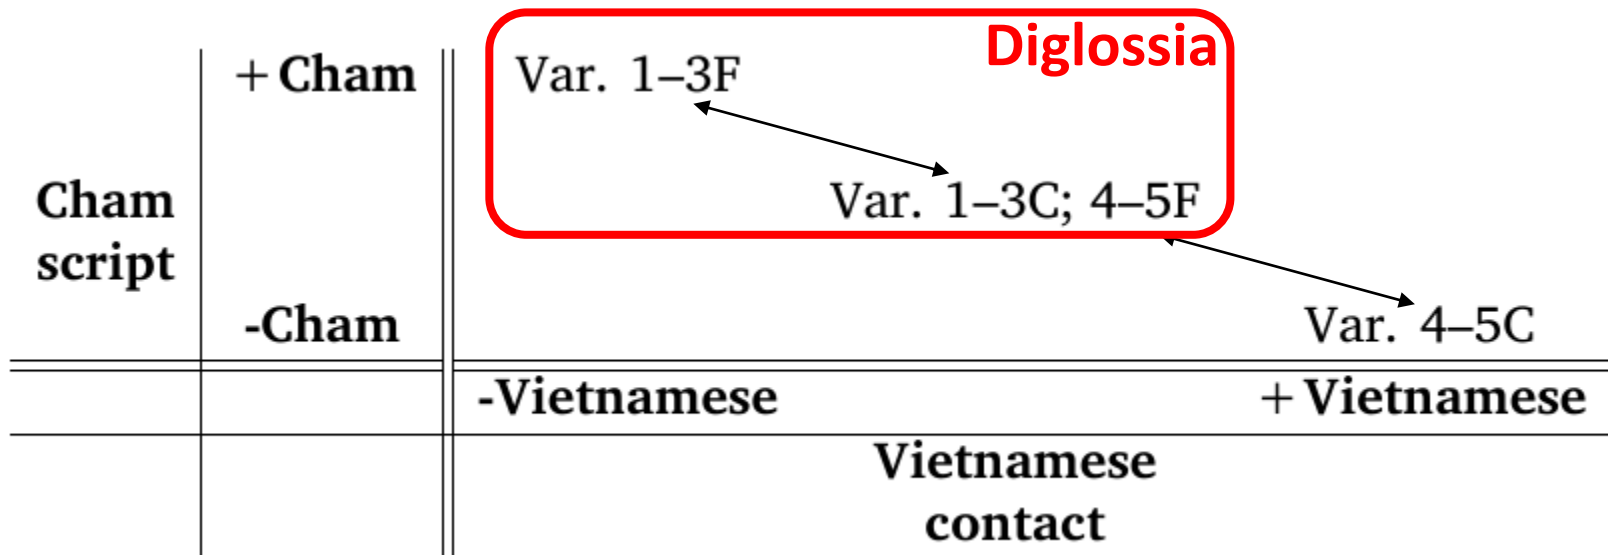 Diglossia
+Cham
Var. 1–3F
Cham
script
Var. 1–3C; 4–5F
-Cham
Var. 4–5C
-Vietnamese
+Vietnamese
Vietnamese
contact